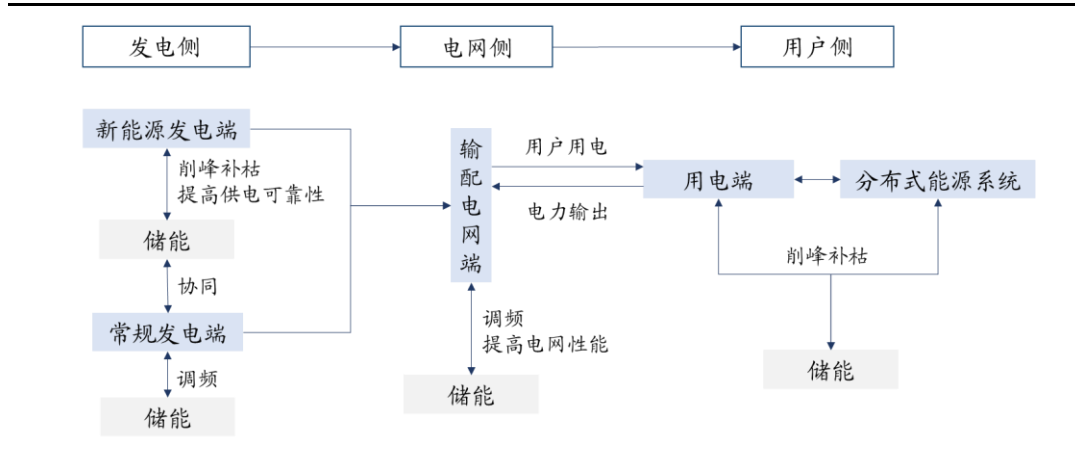 发电侧
电网侧
用户侧
新能源发电端
削峰补枯
提高供电可靠性
储能
协同
常规发电端
调频
储能
输配电网端
调频
提高电网性能
储能
用户用电
电力输出
用电端
分布式能源系统
削峰补枯
储能